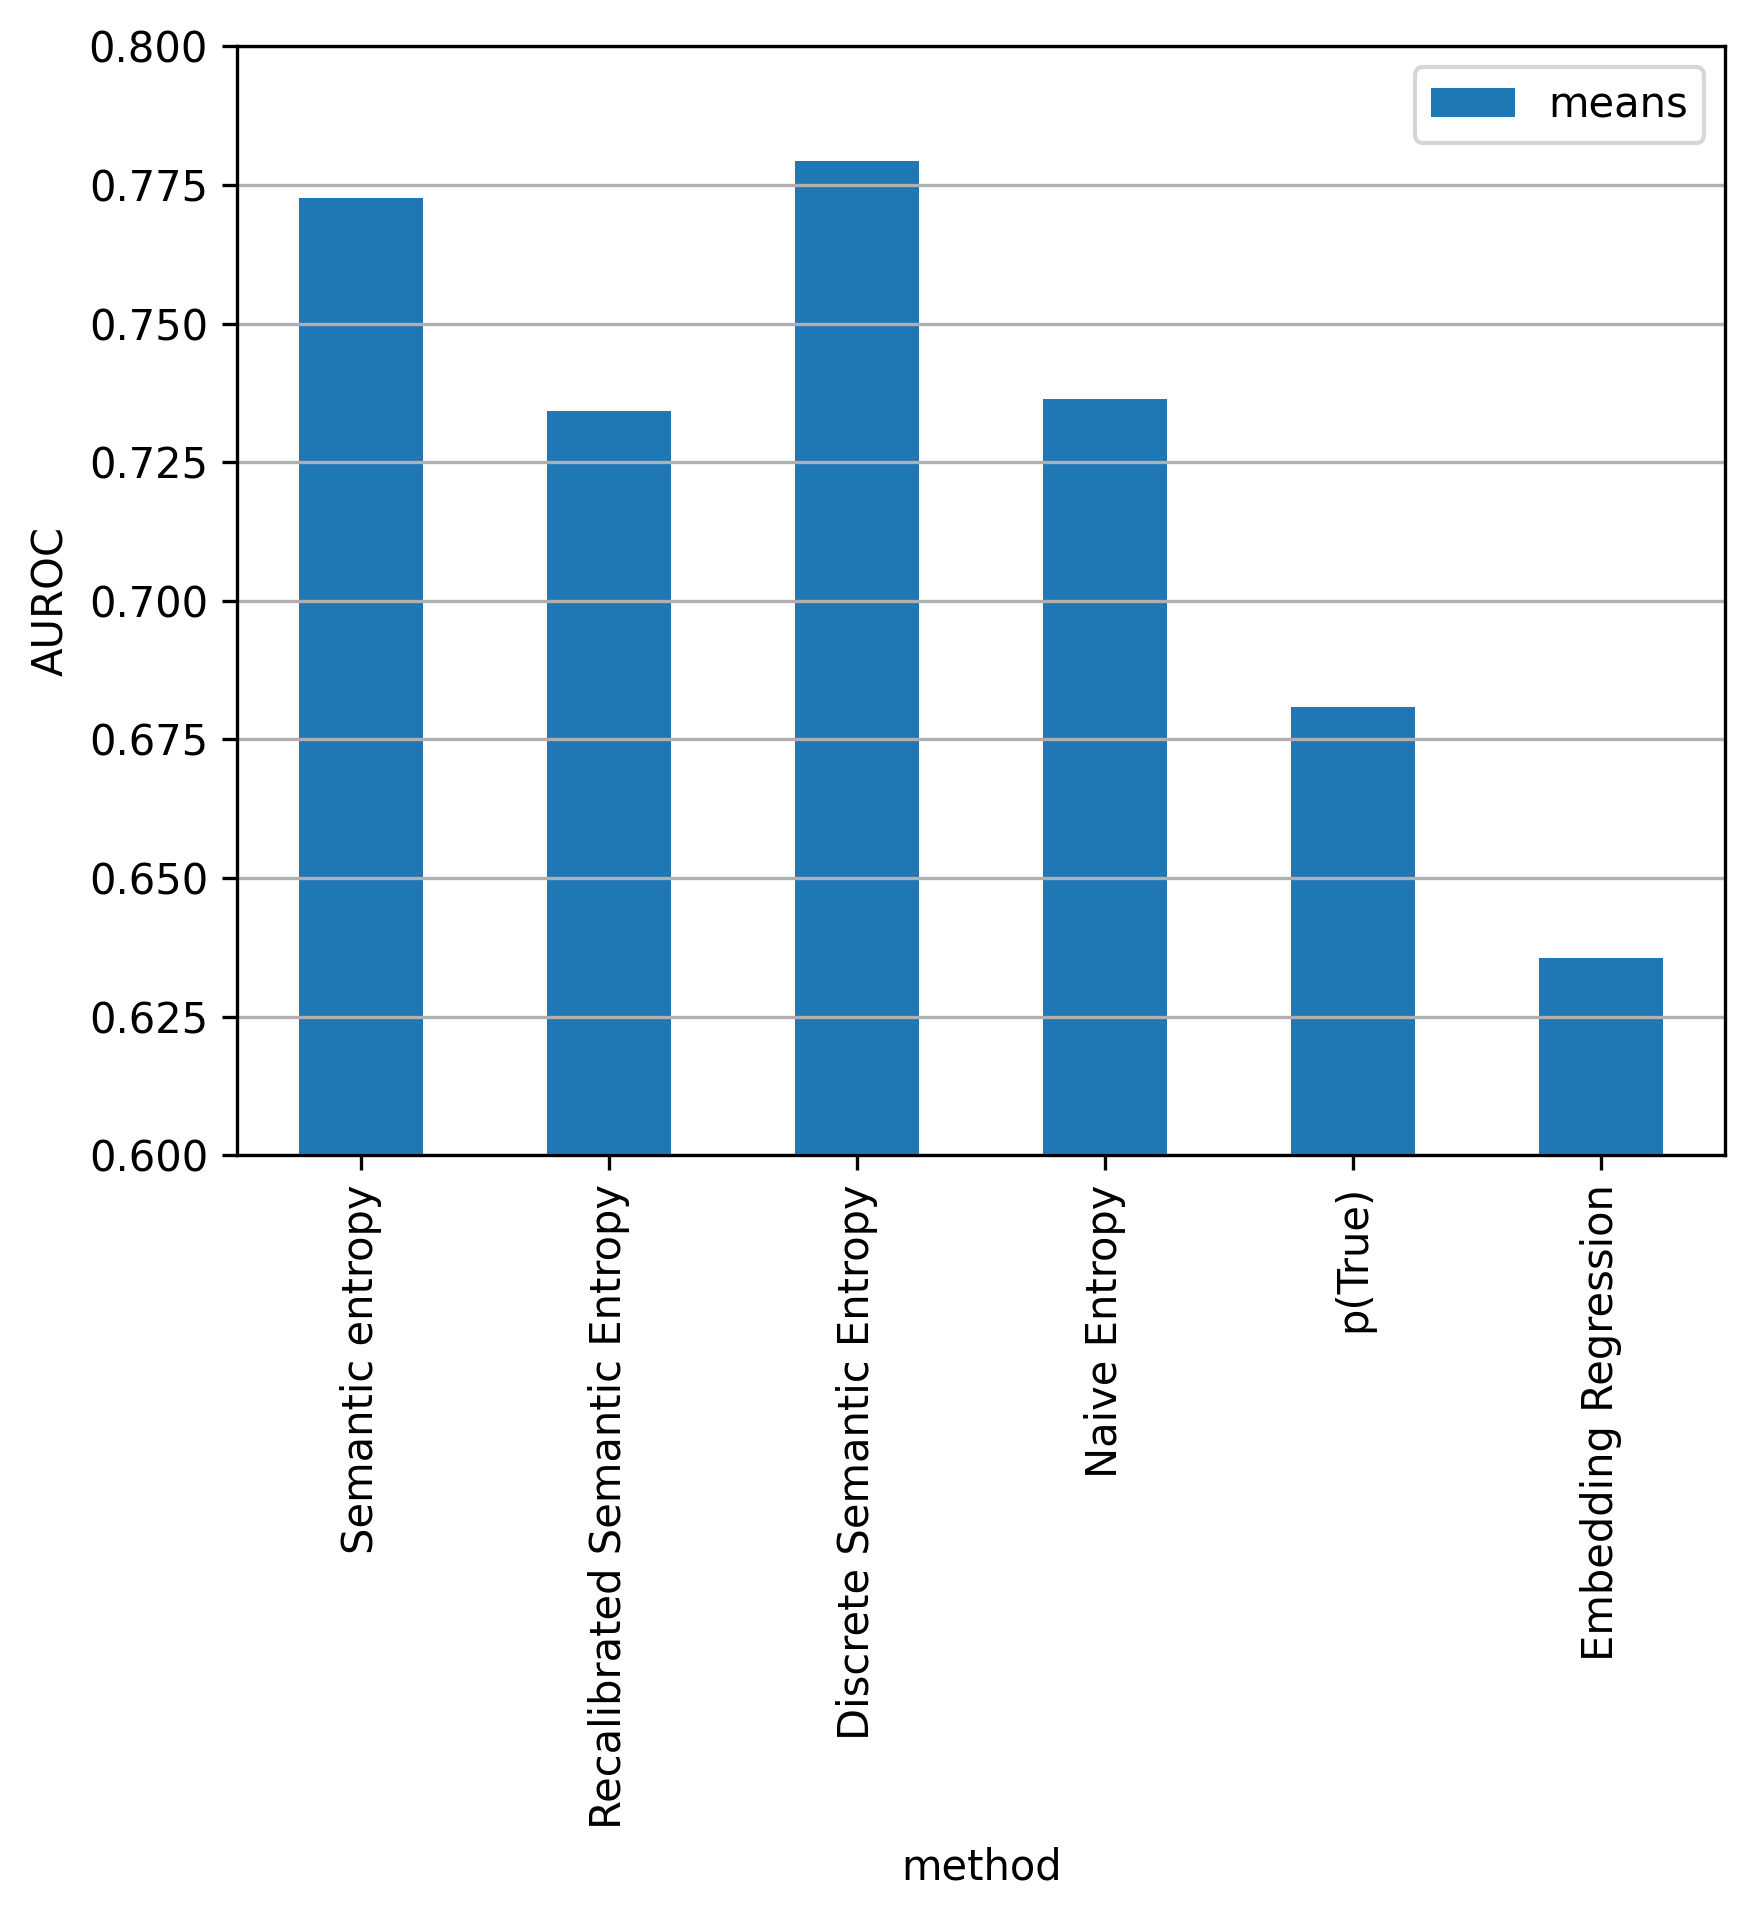 0.800
0.775
0.750
0.725
0.700
0.675
0.650
0.625
0.600
AUROC
means
Semantic entropy
Recalibrated Semantic Entropy
Discrete Semantic Entropy
Naive Entropy
p(True)
Embedding Regression
method